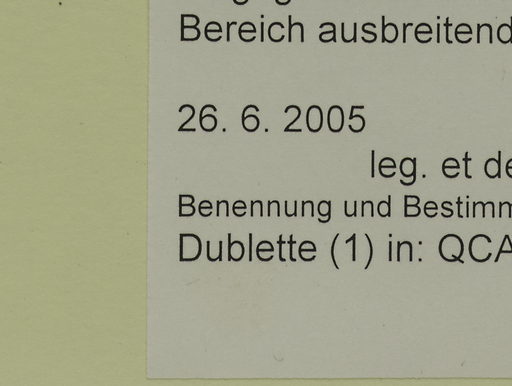 Bereich ausbreitend
26. 6. 2005
leg. et de
Benennung und Bestimm
Dublette (1) in: QCA